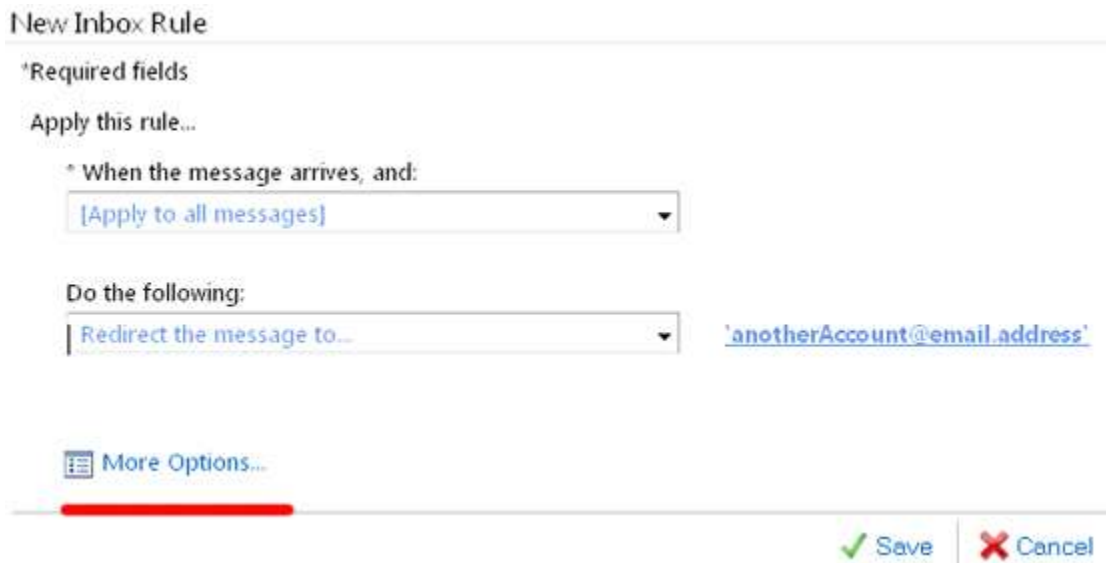 New Inbox Rule
*Required fields
Apply this rule...
* When the message arrives, and:
[Apply to all messages]
Do the following:
Redirect the message to...
'anotherAccount@email.address'
More Options...
Save
Cancel